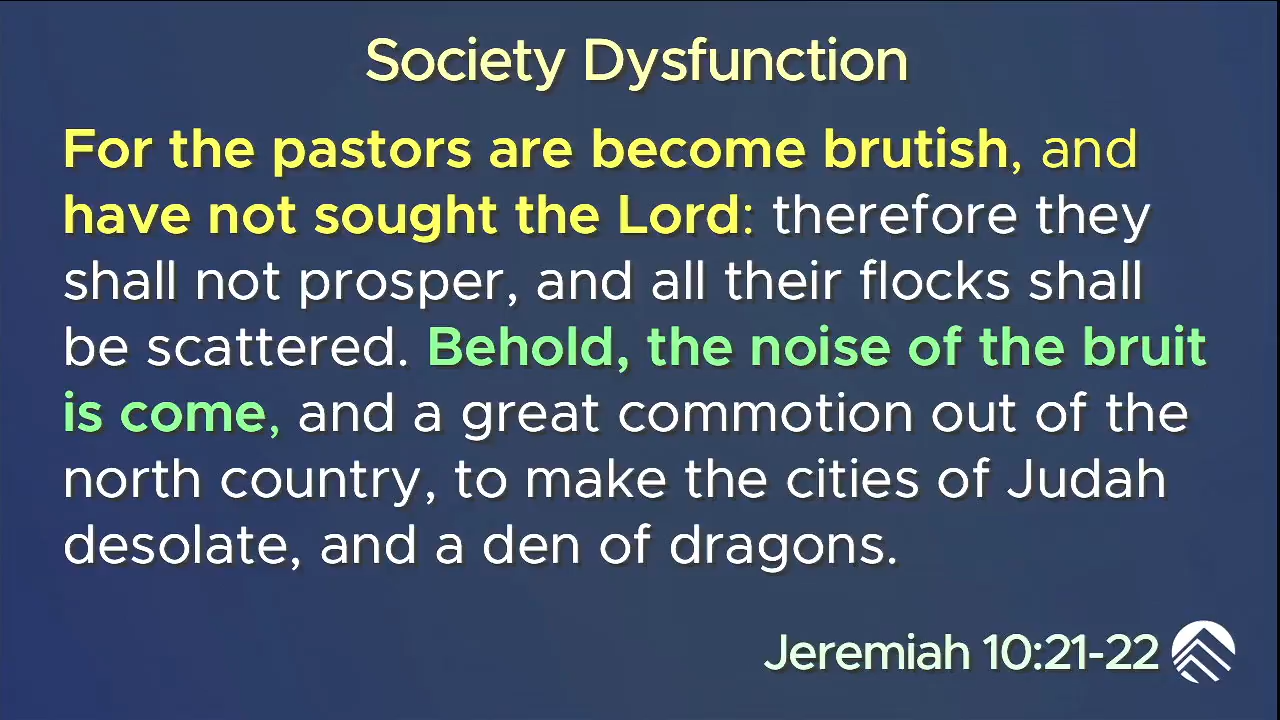 Society Dysfunction
For the pastors are become brutish, and
have not sought the Lord: therefore they
shall not prosper, and all their flocks shall
be scattered. Behold, the noise of the bruit
is come, and a great commotion out of the
north country, to make the cities of Judah
desolate, and a den of dragons.
Jeremiah 10:21-22